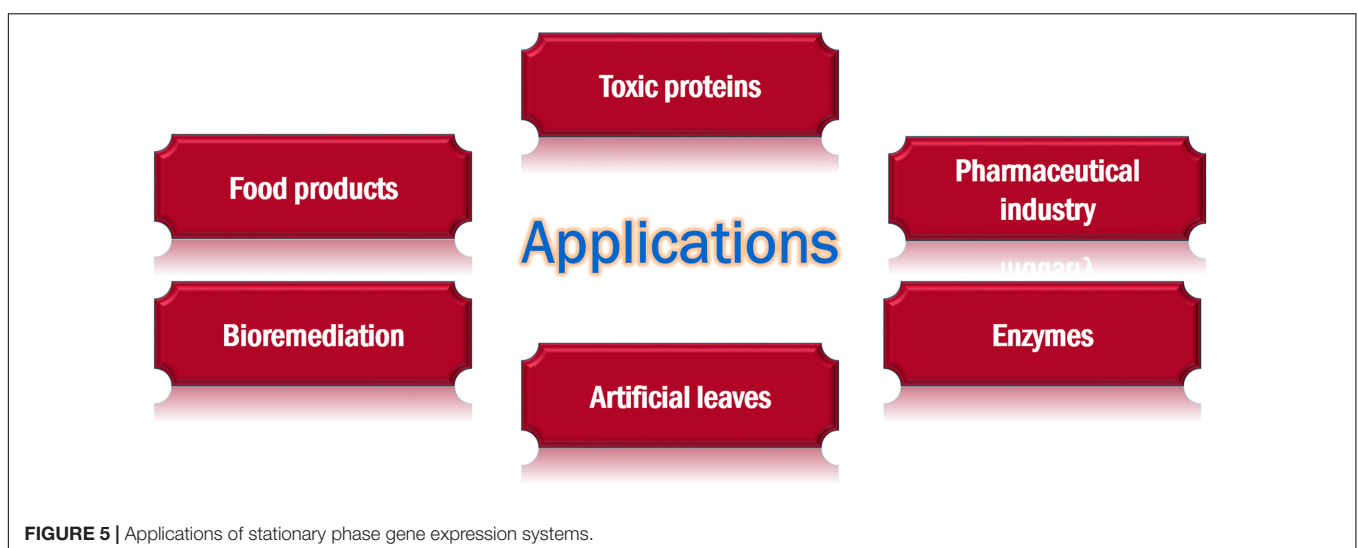 Toxic proteins
Food products
Pharmaceutical
industry
Applications
Bioremediation
Enzymes
Artificial leaves
FIGURE 5 | Applications of stationary phase gene expression systems.